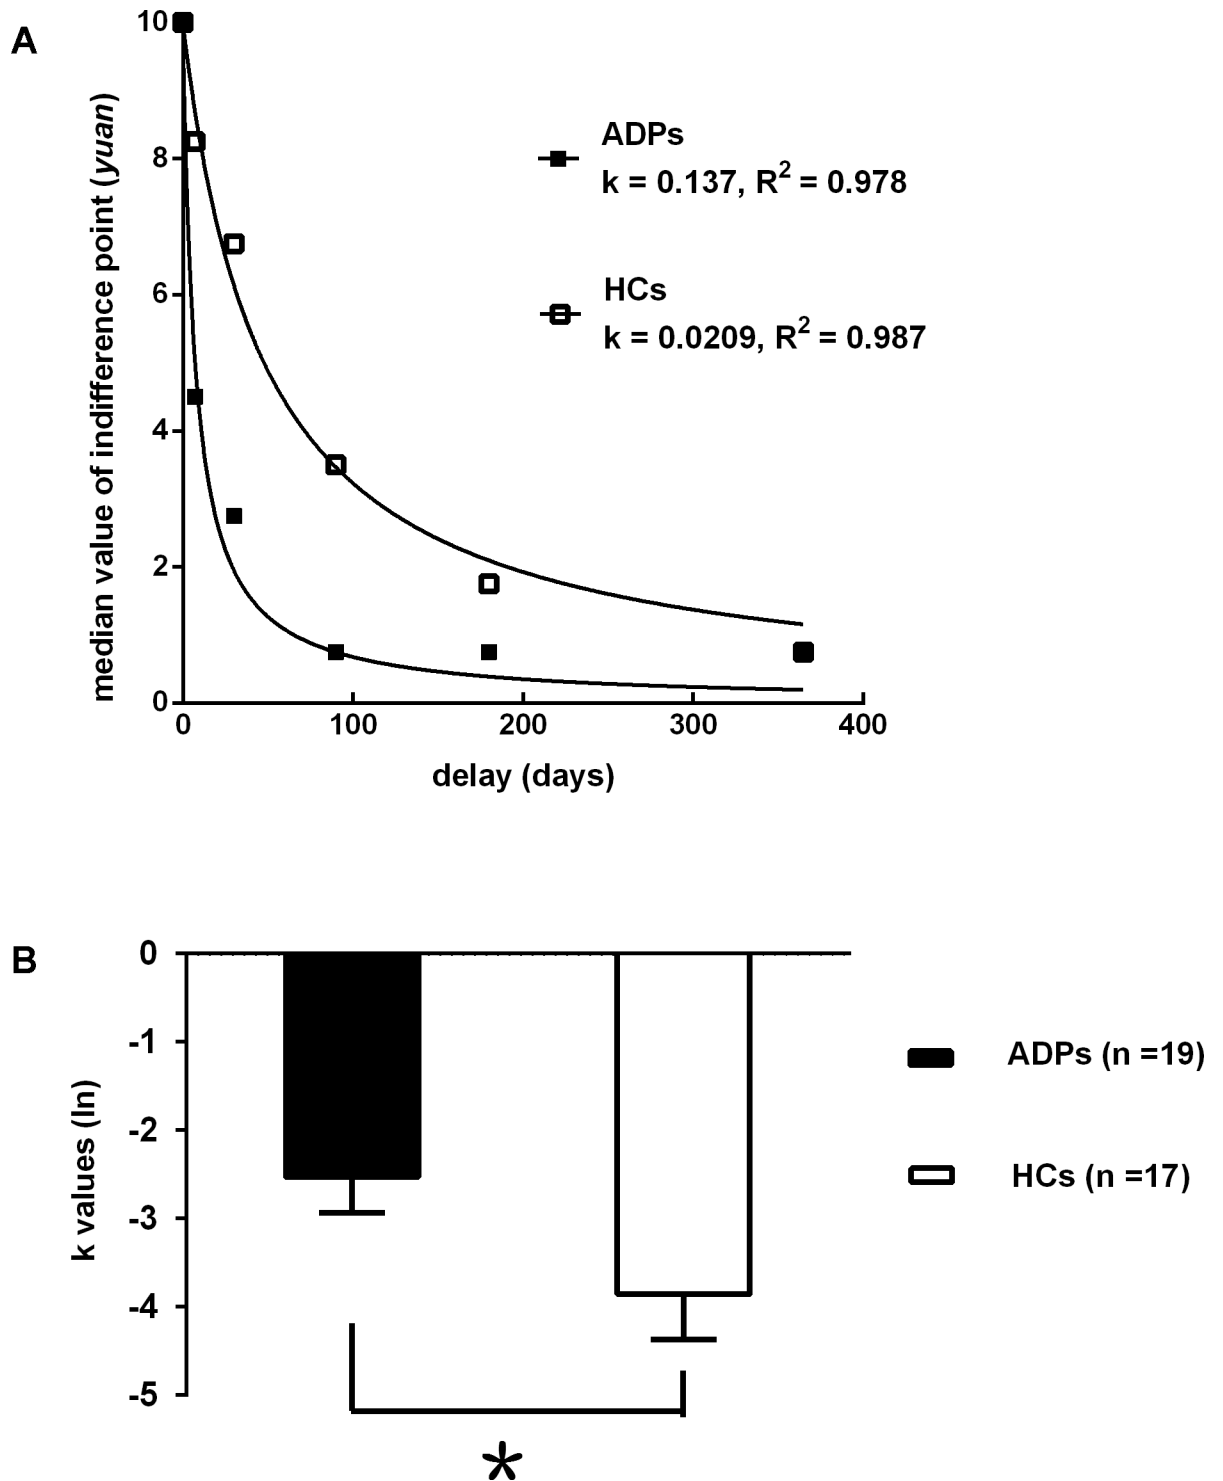 A
10
8
6
4
2
0
median value of indifference point (yuan)
ADPs
k = 0.137, R² = 0.978
HCs
k = 0.0209, R² = 0.987
0 100 200 300 400
delay (days)
B
0
-1
-2
-3
-4
-5
k values (ln)
ADPs (n =19)
HCs (n =17)
*